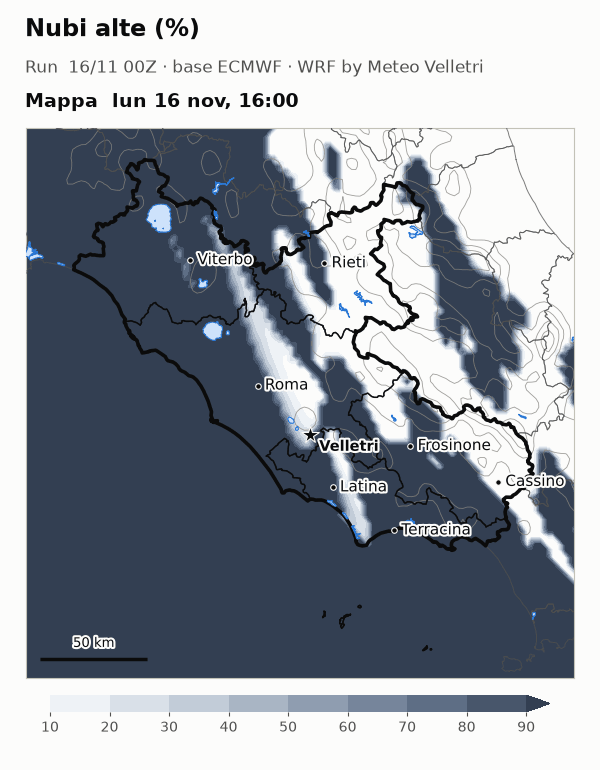 Nubi alte (%)
Run 16/11 00Z · base ECMWF · WRF by Meteo Velletri
Mappa lun 16 nov, 16:00
Viterbo
Rieti
Roma
Velletri
Frosinone
Latina
Cassino
Terracina
50 km
10 20 30 40 50 60 70 80 90